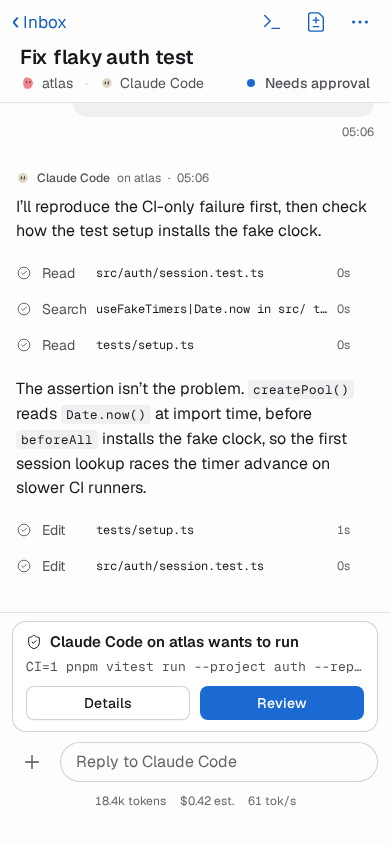 Inbox
Fix flaky auth test
atlas · Claude Code Needs approval
05:06
Claude Code on atlas · 05:06
I'll reproduce the CI-only failure first, then check
how the test setup installs the fake clock.
Read src/auth/session.test.ts 0s
Search useFakeTimers|Date.now in src/ t… 0s
Read tests/setup.ts 0s
The assertion isn't the problem. createPool()
reads Date.now() at import time, before
beforeAll installs the fake clock, so the first
session lookup races the timer advance on
slower CI runners.
Edit tests/setup.ts 1s
Edit src/auth/session.test.ts 0s
Claude Code on atlas wants to run
CI=1 pnpm vitest run --project auth --rep…
Details Review
Reply to Claude Code
18.4k tokens $0.42 est. 61 tok/s